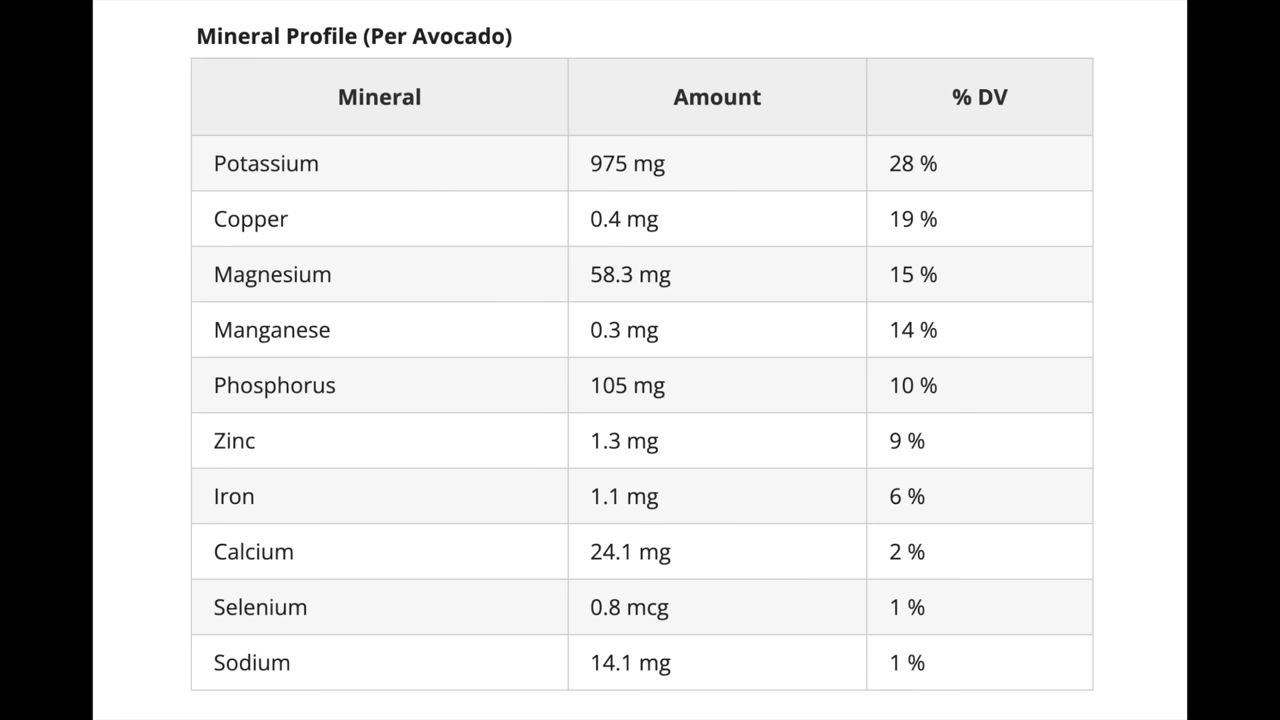 Mineral Profile (Per Avocado)
Mineral Amount % DV
Potassium 975 mg 28 %
Copper 0.4 mg 19 %
Magnesium 58.3 mg 15 %
Manganese 0.3 mg 14 %
Phosphorus 105 mg 10 %
Zinc 1.3 mg 9 %
Iron 1.1 mg 6 %
Calcium 24.1 mg 2 %
Selenium 0.8 mcg 1 %
Sodium 14.1 mg 1 %